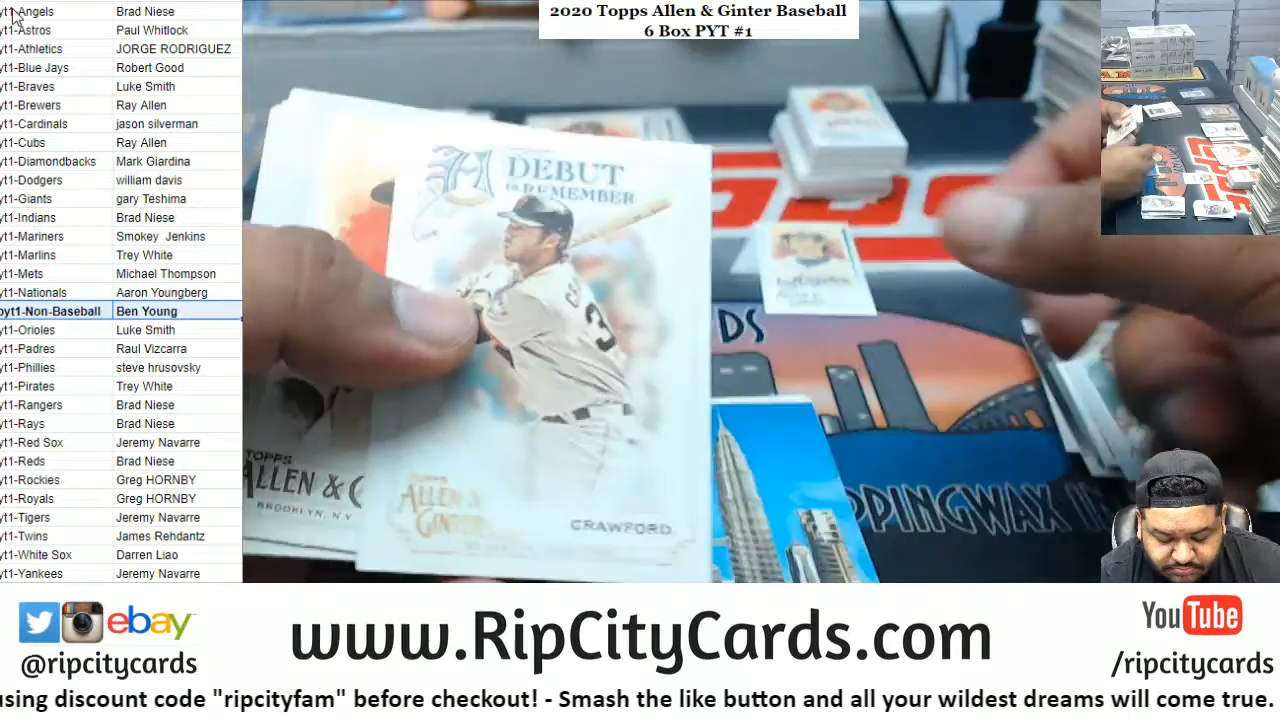 2020 Topps Allen & Ginter Baseball
6 Box PYT #1
yt1-Angels Brad Niese
yt1-Astros Paul Whitlock
yt1-Athletics JORGE RODRIGUEZ
yt1-Blue Jays Robert Good
yt1-Braves Luke Smith
yt1-Brewers Ray Allen
yt1-Cardinals jason silverman
yt1-Cubs Ray Allen
yt1-Diamondbacks Mark Giardina
yt1-Dodgers william davis
yt1-Giants gary Teshima
yt1-Indians Brad Niese
yt1-Mariners Smokey Jenkins
yt1-Marlins Trey White
yt1-Mets Michael Thompson
yt1-Nationals Aaron Youngberg
pyt1-Non-Baseball Ben Young
yt1-Orioles Luke Smith
yt1-Padres Raul Vizcarra
yt1-Phillies steve hrusovsky
yt1-Pirates Trey White
yt1-Rangers Brad Niese
yt1-Rays Brad Niese
yt1-Red Sox Jeremy Navarre
yt1-Reds Brad Niese
yt1-Rockies Greg HORNBY
yt1-Royals Greg HORNBY
yt1-Tigers Jeremy Navarre
yt1-Twins James Rehdantz
yt1-White Sox Darren Liao
yt1-Yankees Jeremy Navarre
A DEBUT
TO REMEMBER
ALLEN &
GINTER
CRAWFORD
TOPPS
ALLEN & G
BROOKLYN, N.Y
RDS
PPINGWAX
ebay
@ripcitycards
www.RipCityCards.com
YouTube
/ripcitycards
using discount code "ripcityfam" before checkout! - Smash the like button and all your wildest dreams will come true.